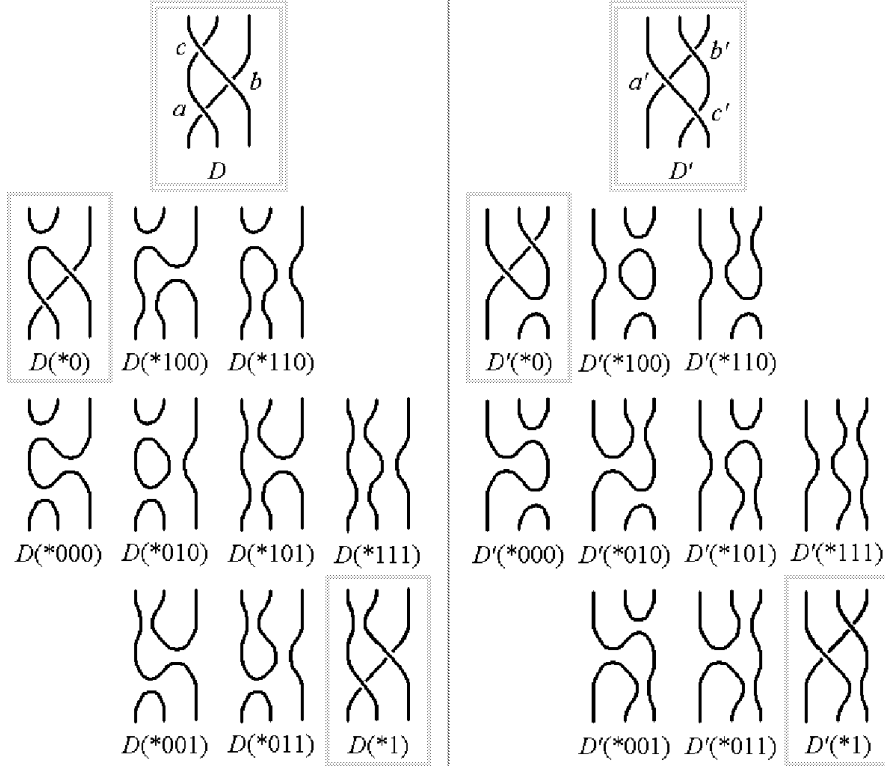 c b a
D
b' a' c'
D'
D(*0) D(*100) D(*110)
D'(*0) D'(*100) D'(*110)
D(*000) D(*010) D(*101) D(*111)
D'(*000) D'(*010) D'(*101) D'(*111)
D(*001) D(*011) D(*1)
D'(*001) D'(*011) D'(*1)